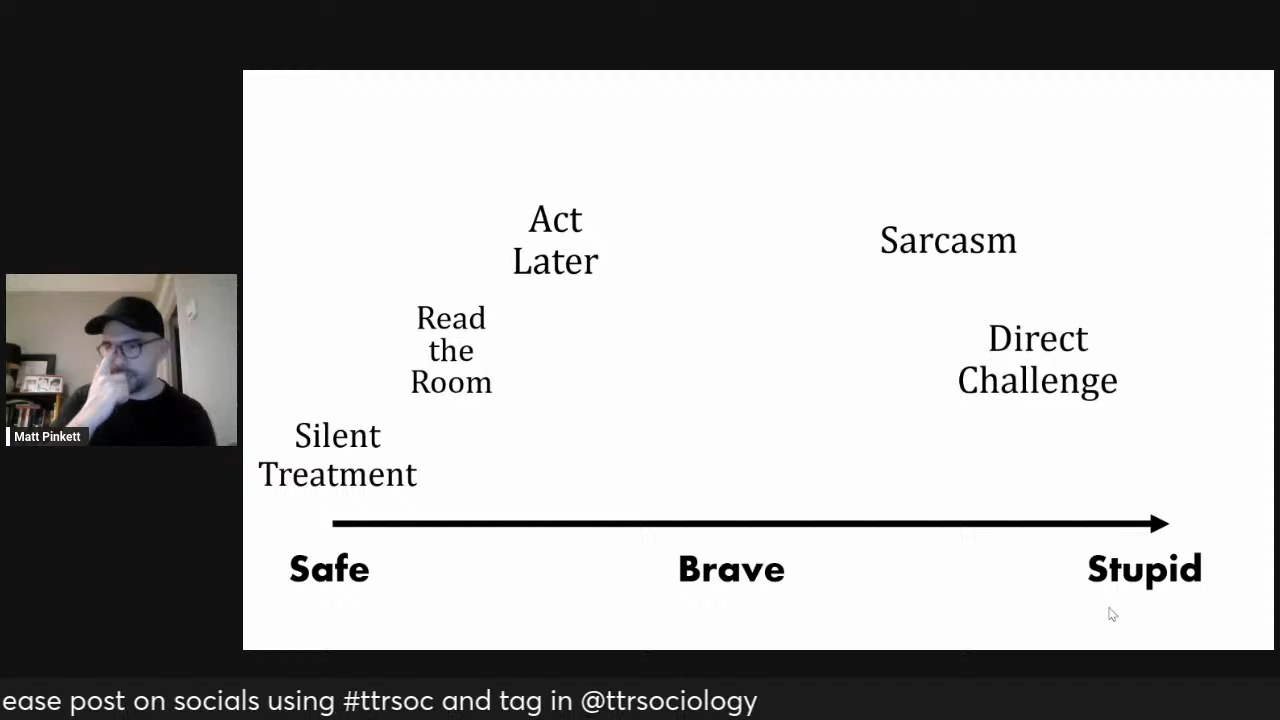 Act
Later
Sarcasm
Read
the
Room
Direct
Challenge
Silent
Treatment
Safe
Brave
Stupid
Matt Pinkett
ease post on socials using #ttrsoc and tag in @ttrsociology